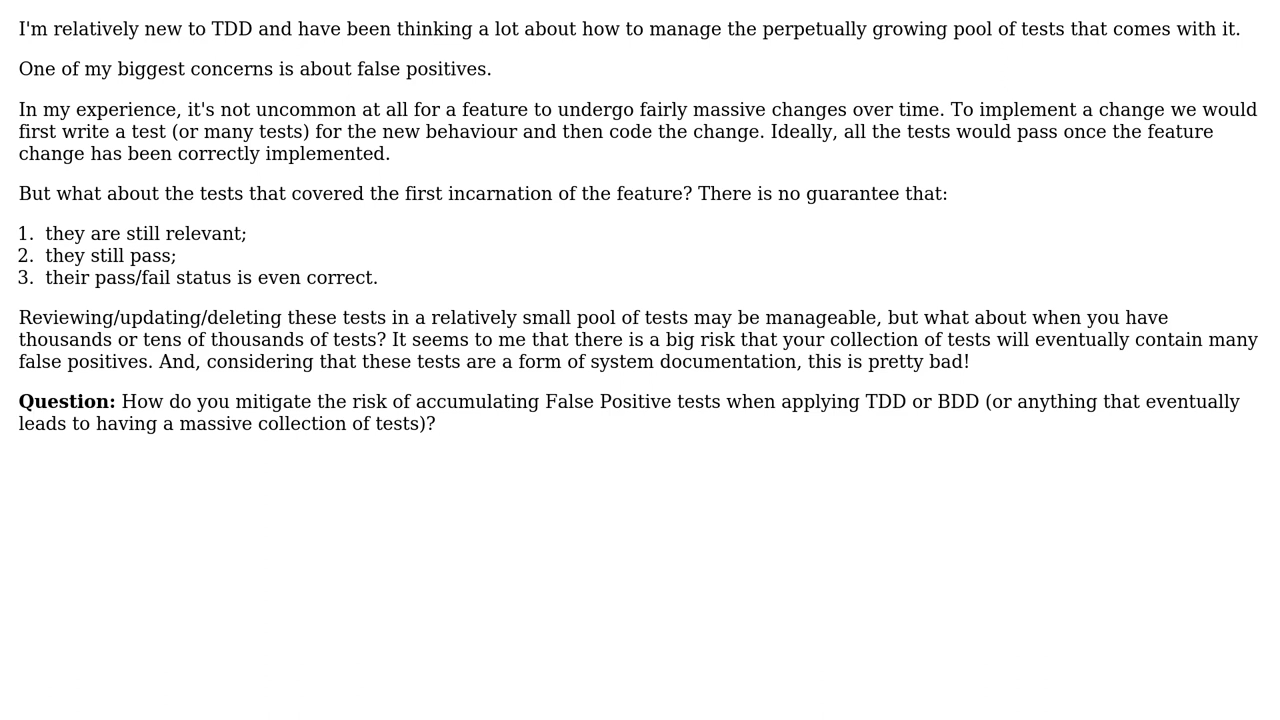 I'm relatively new to TDD and have been thinking a lot about how to manage the perpetually growing pool of tests that comes with it.
One of my biggest concerns is about false positives.
In my experience, it's not uncommon at all for a feature to undergo fairly massive changes over time. To implement a change we would
first write a test (or many tests) for the new behaviour and then code the change. Ideally, all the tests would pass once the feature
change has been correctly implemented.
But what about the tests that covered the first incarnation of the feature? There is no guarantee that:
1. they are still relevant;
2. they still pass;
3. their pass/fail status is even correct.
Reviewing/updating/deleting these tests in a relatively small pool of tests may be manageable, but what about when you have
thousands or tens of thousands of tests? It seems to me that there is a big risk that your collection of tests will eventually contain many
false positives. And, considering that these tests are a form of system documentation, this is pretty bad!
Question: How do you mitigate the risk of accumulating False Positive tests when applying TDD or BDD (or anything that eventually
leads to having a massive collection of tests)?